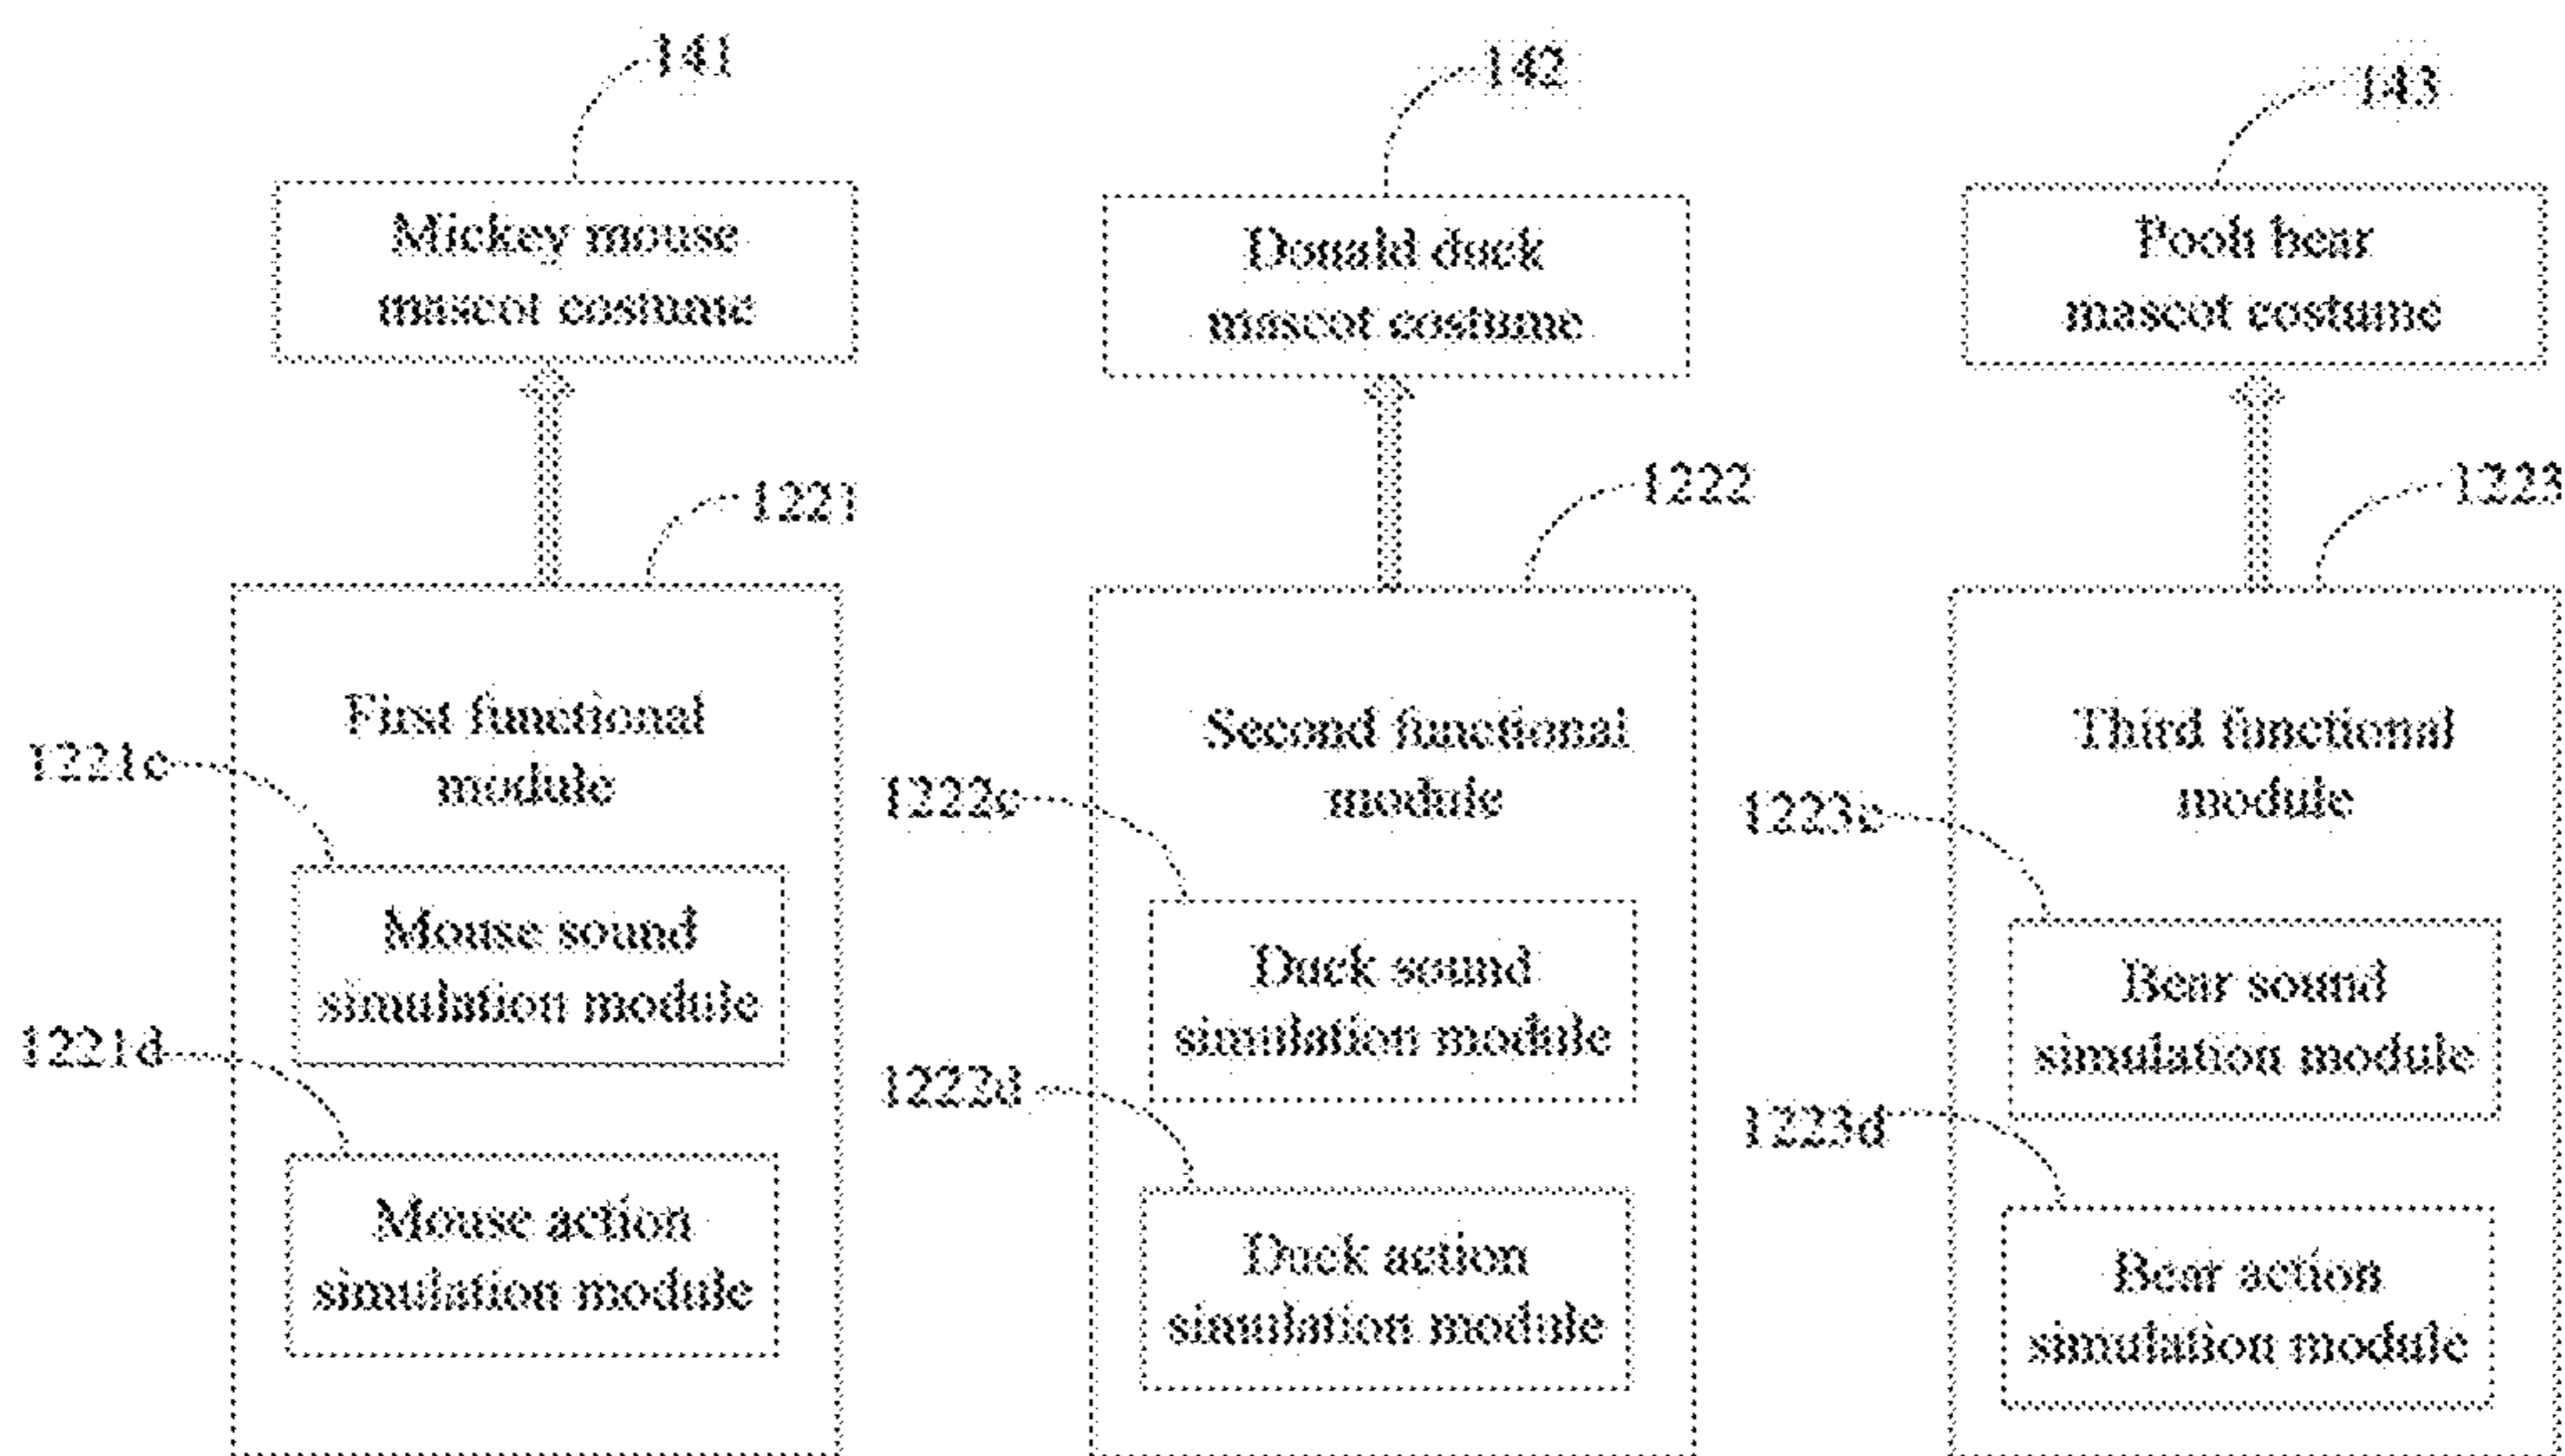 141
142
143
Mickey mouse
mascot costume
Donald duck
mascot costume
Pooh bear
mascot costume
1221
1222
1223
First functional
module
Second functional
module
Third functional
module
1221c
1222c
1223c
Mouse sound
simulation module
Duck sound
simulation module
Bear sound
simulation module
1221d
1222d
1223d
Mouse action
simulation module
Duck action
simulation module
Bear action
simulation module